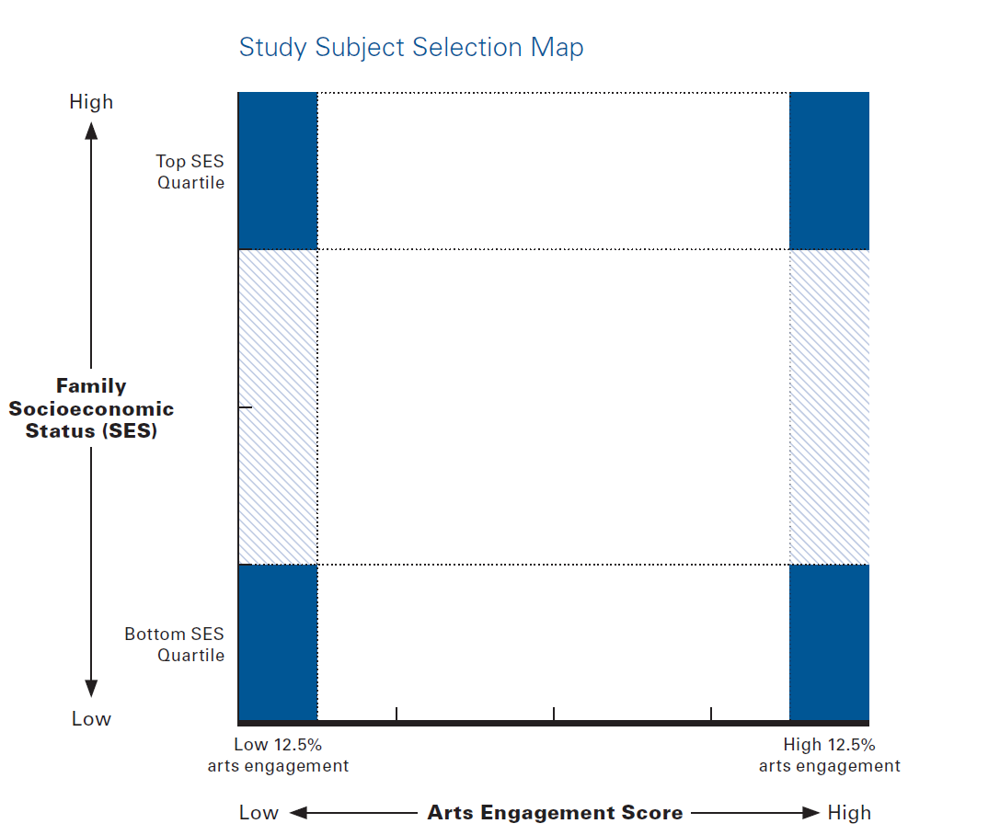 Study Subject Selection Map
High
Top SES
Quartile
Family
Socioeconomic
Status (SES)
Bottom SES
Quartile
Low
Low 12.5%
arts engagement
High 12.5%
arts engagement
Low
Arts Engagement Score
High